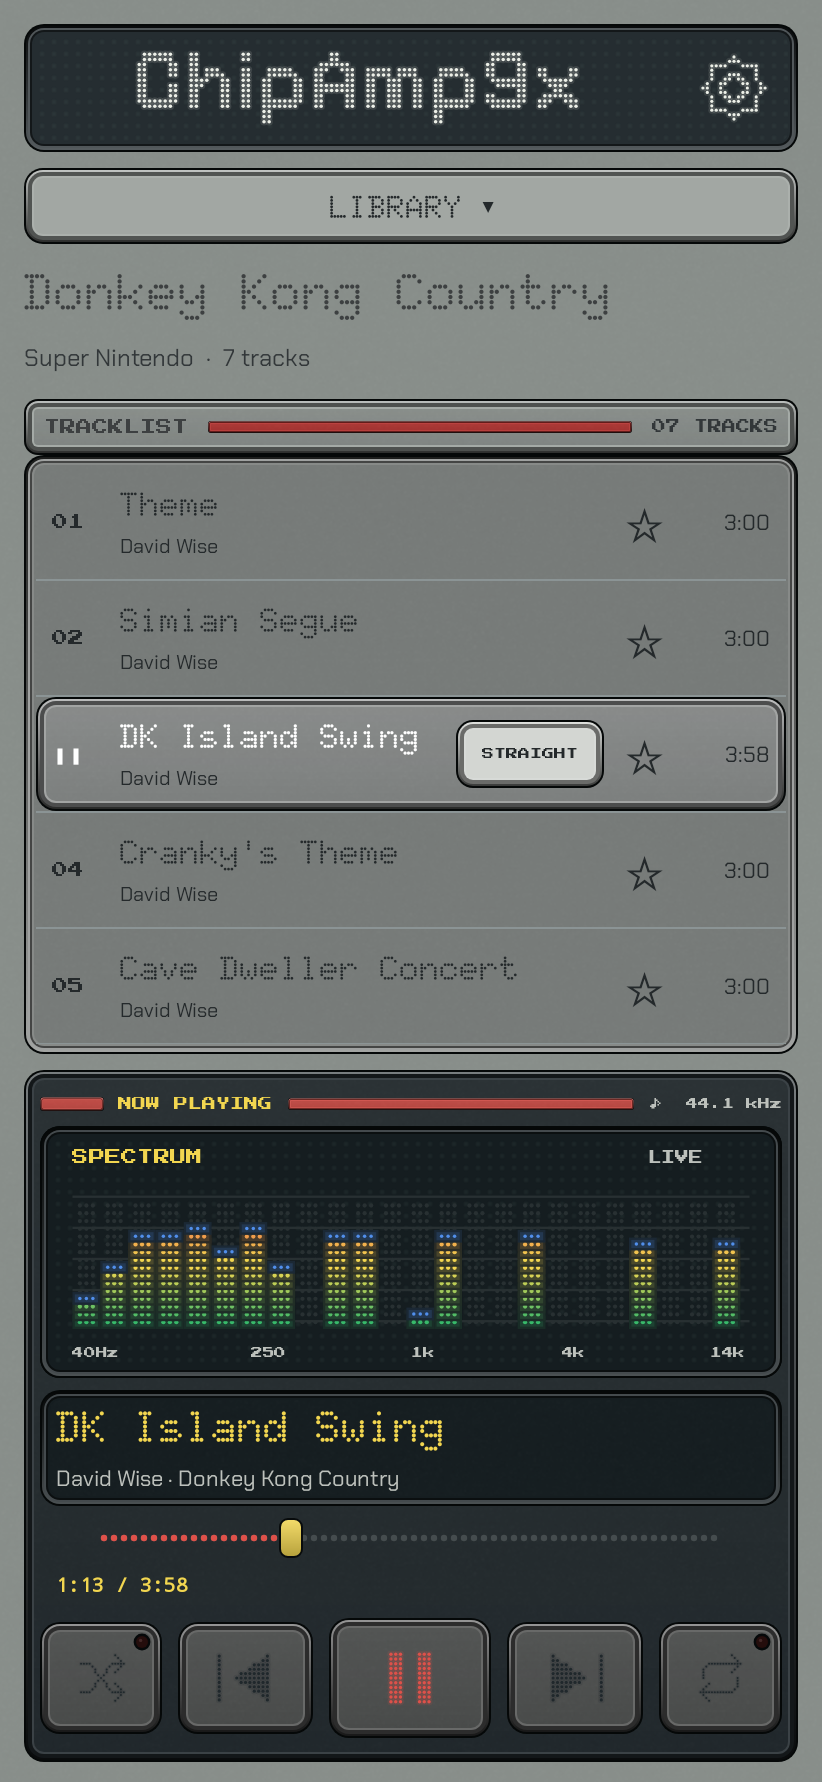 ChipAmp9x
LIBRARY ▼
Donkey Kong Country
Super Nintendo · 7 tracks
TRACKLIST 07 TRACKS
01 Theme 3:00
David Wise
02 Simian Segue 3:00
David Wise
DK Island Swing STRAIGHT 3:58
David Wise
04 Cranky's Theme 3:00
David Wise
05 Cave Dweller Concert 3:00
David Wise
NOW PLAYING ♪ 44.1 kHz
SPECTRUM LIVE
40Hz 250 1k 4k 14k
DK Island Swing
David Wise · Donkey Kong Country
1:13 / 3:58